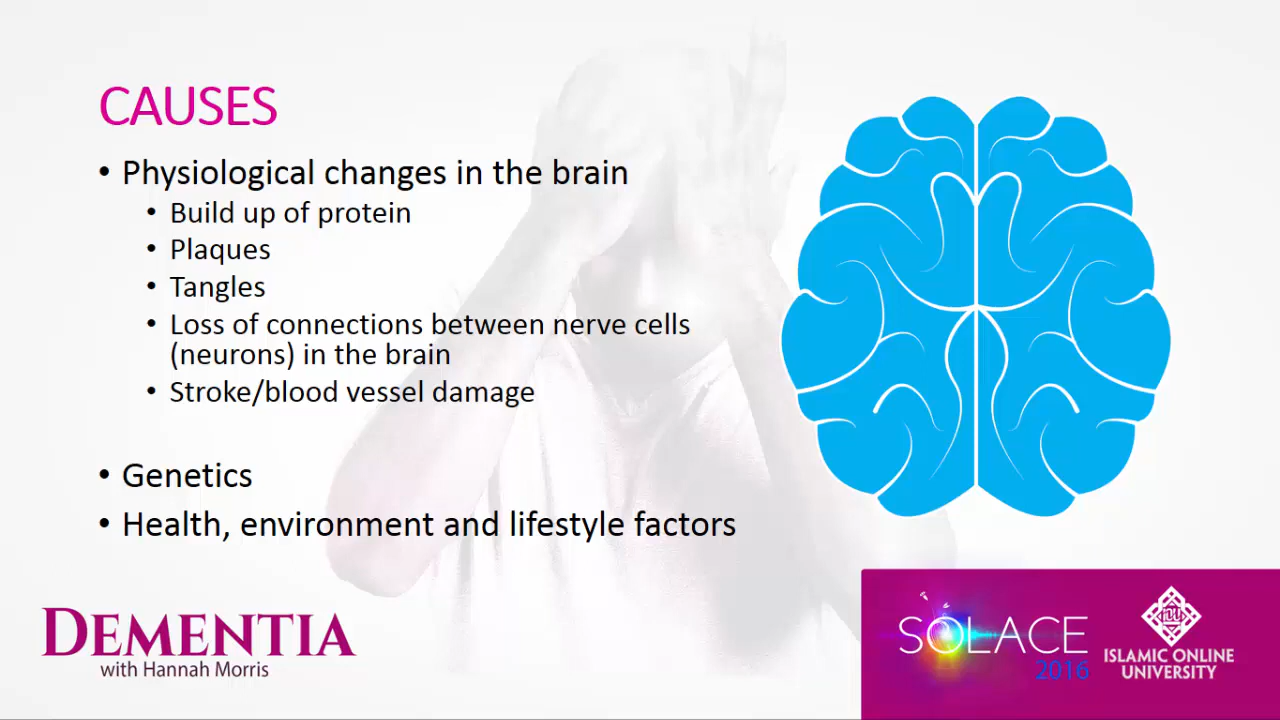 CAUSES
• Physiological changes in the brain
• Build up of protein
• Plaques
• Tangles
• Loss of connections between nerve cells
(neurons) in the brain
• Stroke/blood vessel damage
• Genetics
• Health, environment and lifestyle factors
DEMENTIA
with Hannah Morris
SOLACE
2016
iou
ISLAMIC ONLINE
UNIVERSITY